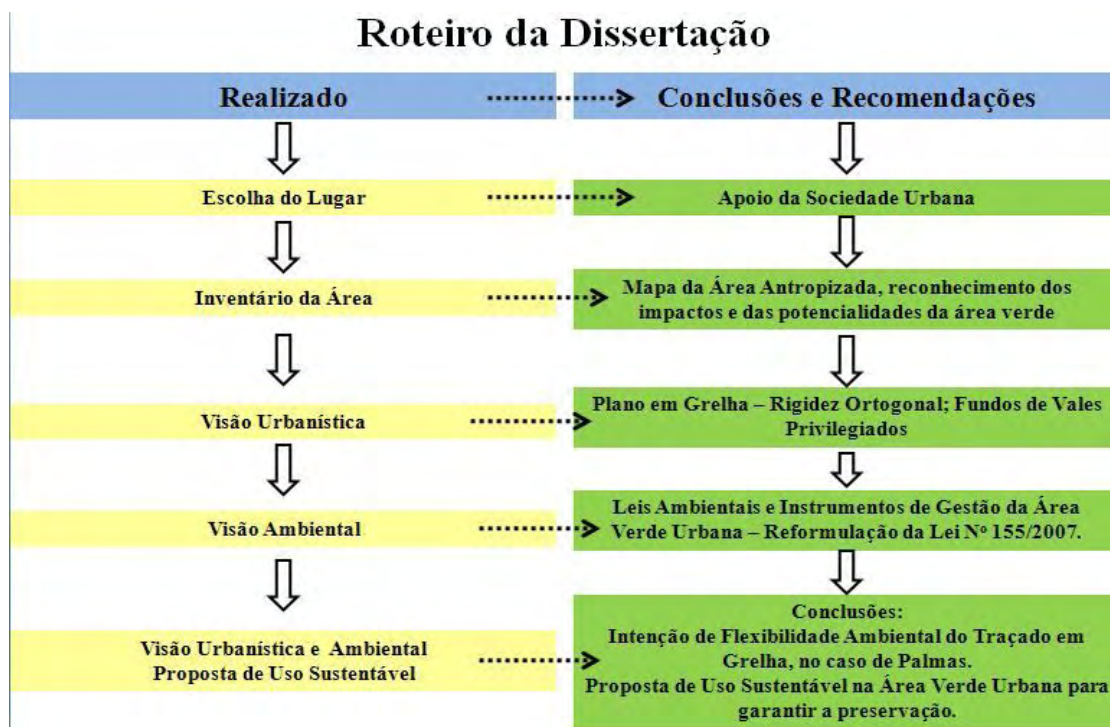 Roteiro da Dissertação
Realizado
Conclusões e Recomendações
Escolha do Lugar
Apoio da Sociedade Urbana
Inventário da Área
Mapa da Área Antropizada, reconhecimento dos
impactos e das potencialidades da área verde
Visão Urbanística
Plano em Grelha – Rigidez Ortogonal; Fundos de Vales
Privilegiados
Visão Ambiental
Leis Ambientais e Instrumentos de Gestão da Área
Verde Urbana – Reformulação da Lei Nº 155/2007.
Visão Urbanística e Ambiental
Proposta de Uso Sustentável
Conclusões:
Intenção de Flexibilidade Ambiental do Traçado em
Grelha, no caso de Palmas.
Proposta de Uso Sustentável na Área Verde Urbana para
garantir a preservação.